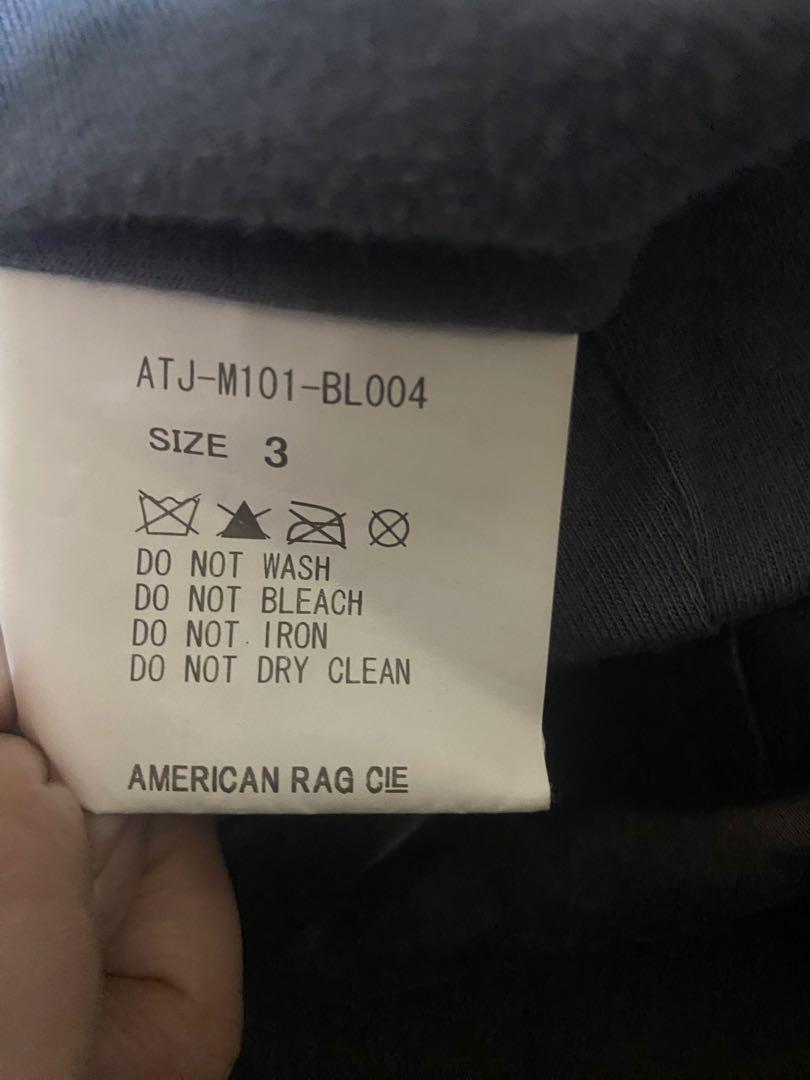 ATJ-M101-BL004
SIZE 3
DO NOT WASH
DO NOT BLEACH
DO NOT IRON
DO NOT DRY CLEAN
AMERICAN RAG CIE